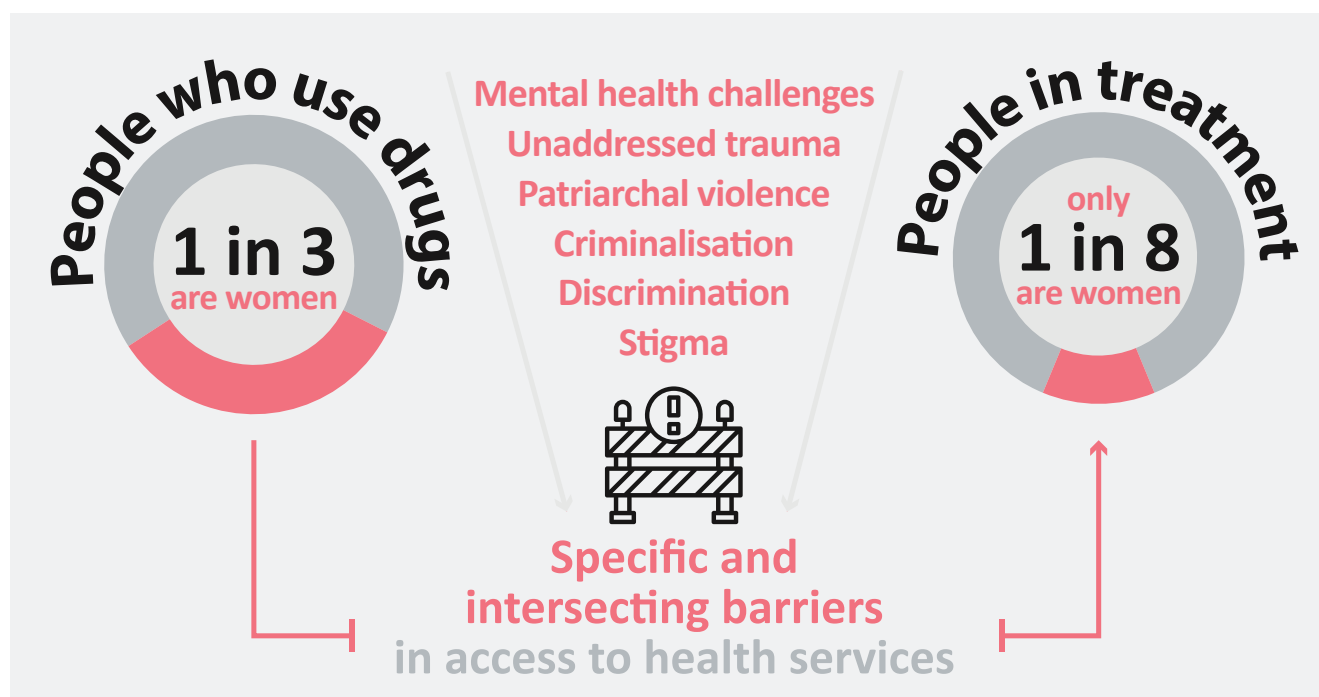 People who use drugs
1 in 3
are women
Mental health challenges
Unaddressed trauma
Patriarchal violence
Criminalisation
Discrimination
Stigma
People in treatment
only
1 in 8
are women
Specific and
intersecting barriers
in access to health services